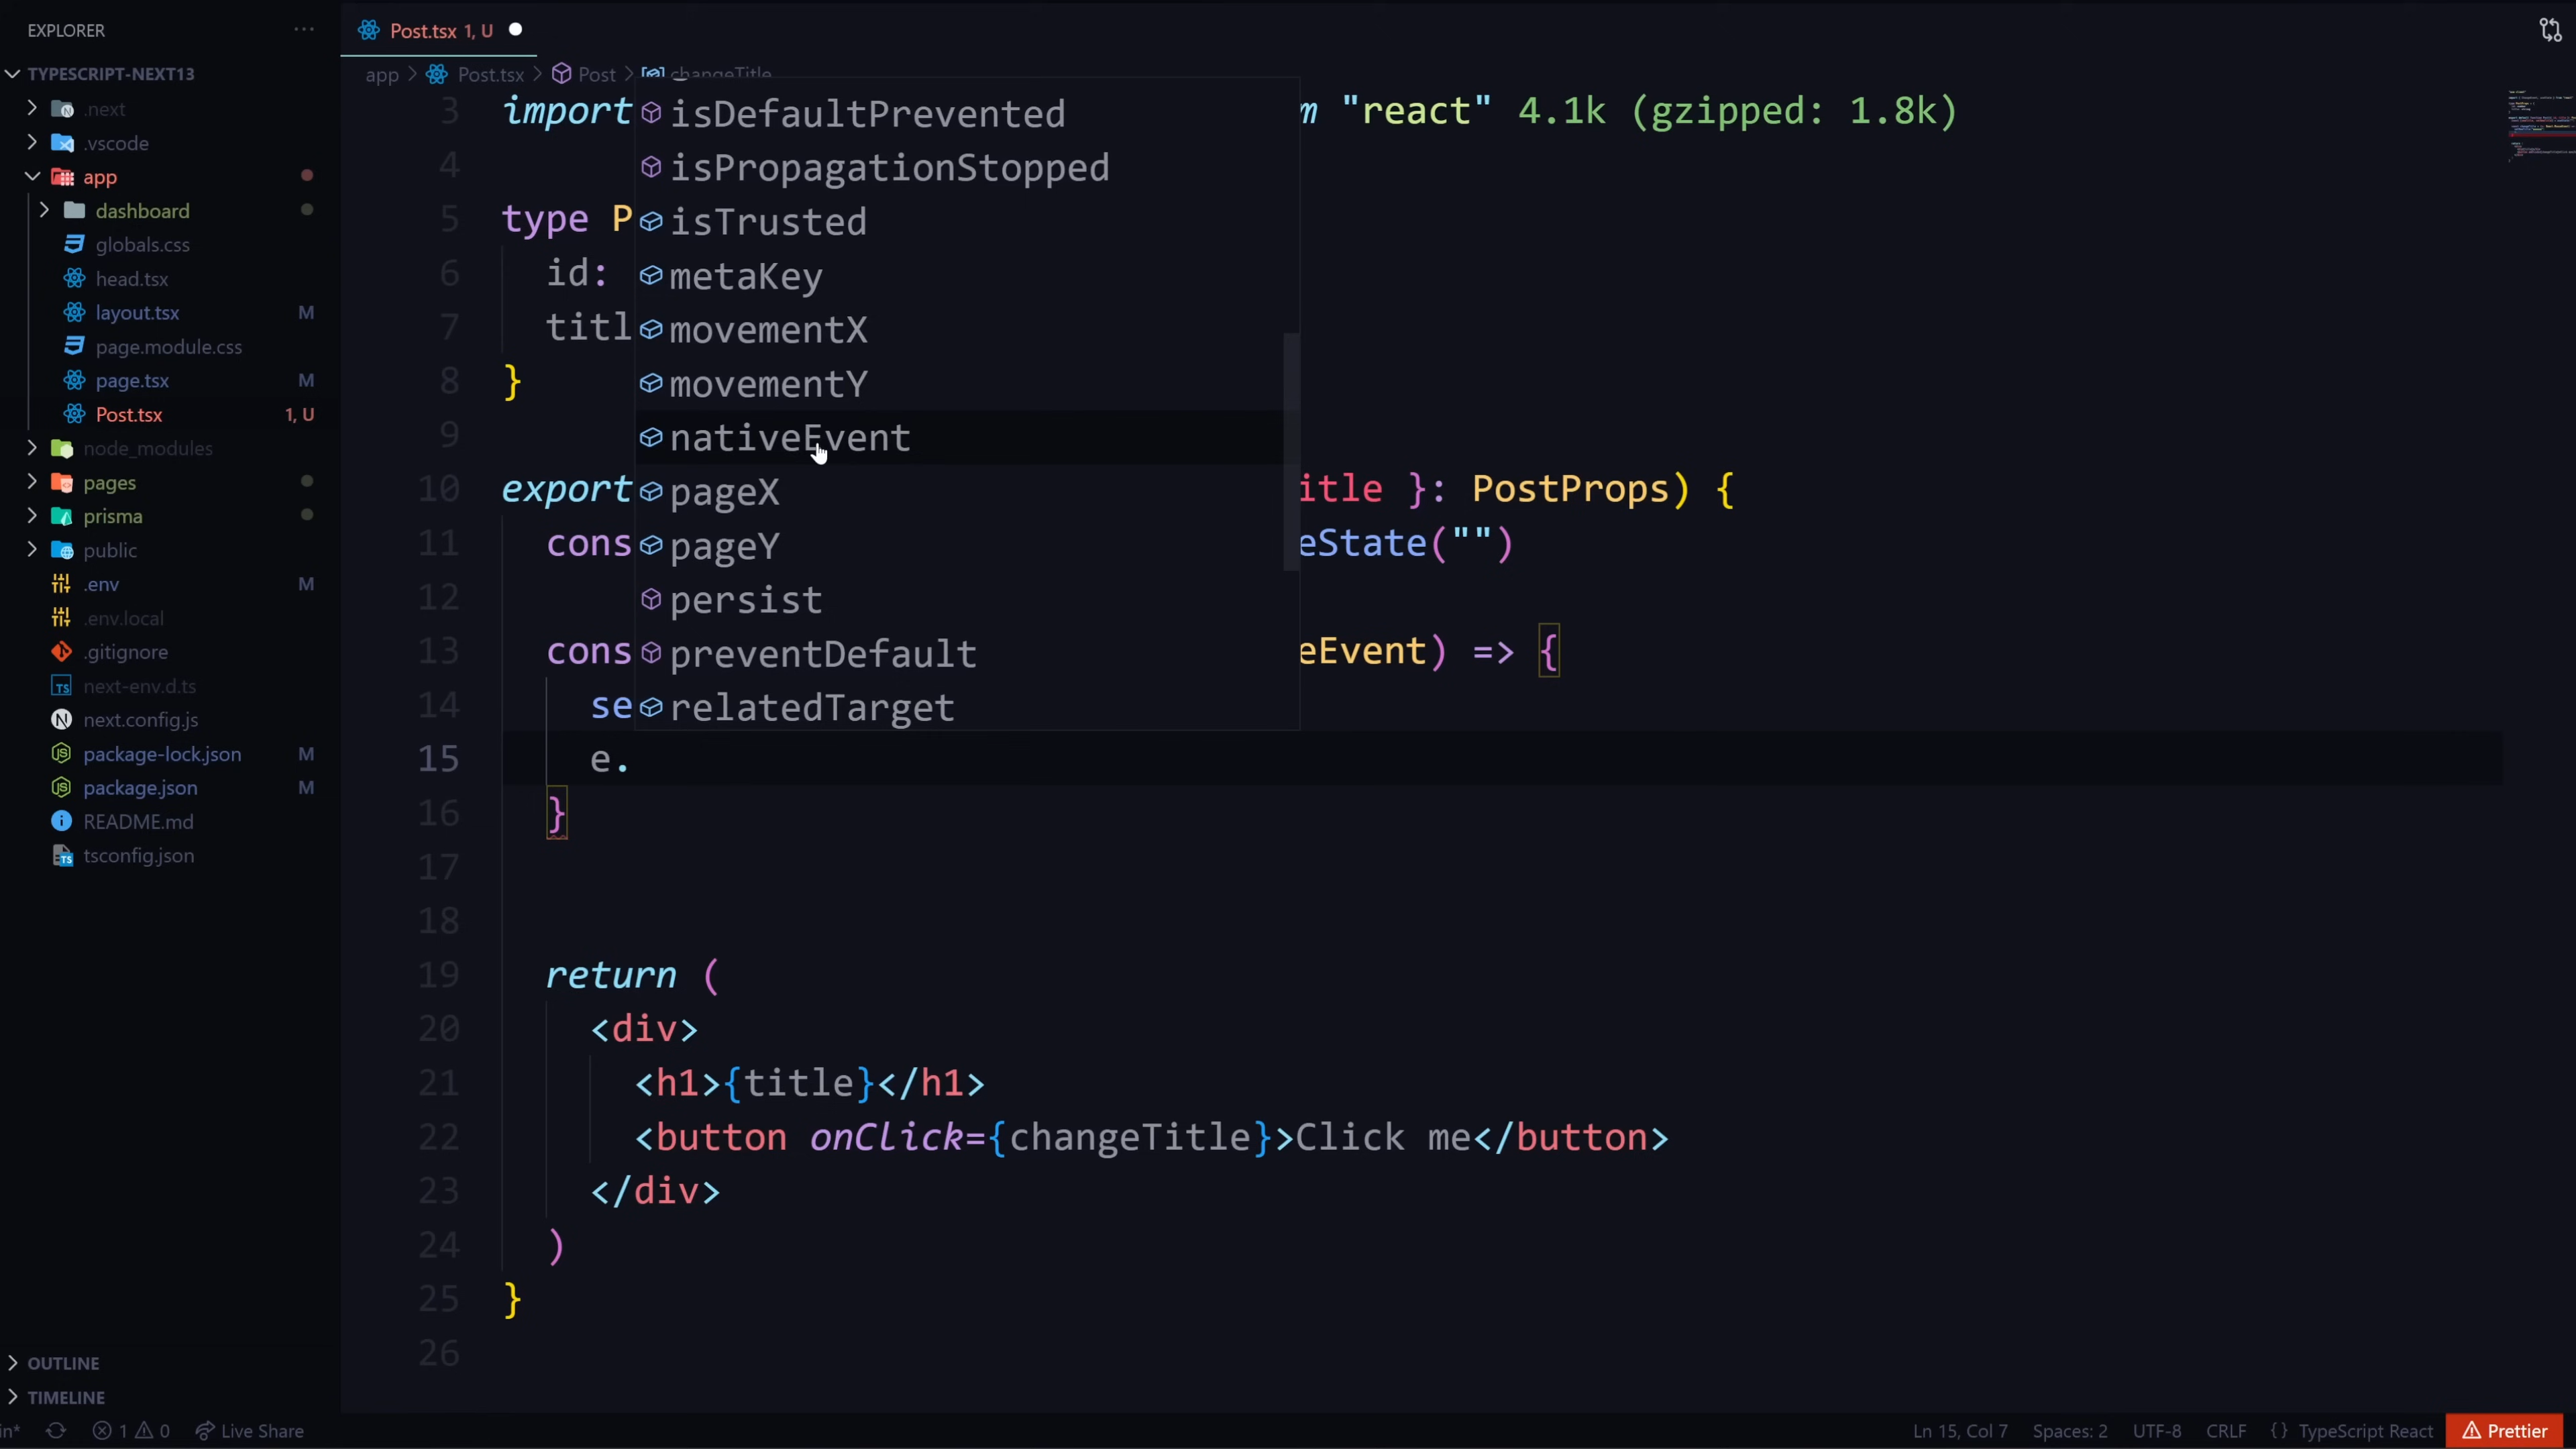 EXPLORER
TYPESCRIPT-NEXT13
.next
.vscode
app
dashboard
globals.css
head.tsx
layout.tsx M
page.module.css
page.tsx M
Post.tsx 1, U
node_modules
pages
prisma
public
.env M
.env.local
.gitignore
next-env.d.ts
next.config.js
package-lock.json M
package.json M
README.md
tsconfig.json
OUTLINE
TIMELINE
Post.tsx 1, U
app > Post.tsx > Post > changeTitle
3 import m "react" 4.1k (gzipped: 1.8k)
4
5 type P
6 id:
7 titl
8 }
9
10 export itle }: PostProps) {
11 cons eState("")
12
13 cons eEvent) => {
14 se
15 e.
16 }
17
18
19 return (
20 <div>
21 <h1>{title}</h1>
22 <button onClick={changeTitle}>Click me</button>
23 </div>
24 )
25 }
26
isDefaultPrevented
isPropagationStopped
isTrusted
metaKey
movementX
movementY
nativeEvent
pageX
pageY
persist
preventDefault
relatedTarget
in* 1 0 Live Share
Ln 15, Col 7 Spaces: 2 UTF-8 CRLF {} TypeScript React Prettier